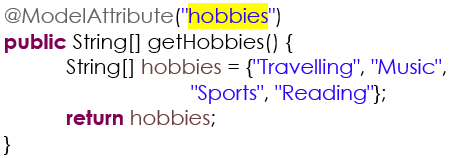 @ModelAttribute("hobbies")
public String[] getHobbies() {
String[] hobbies = {"Travelling", "Music",
"Sports", "Reading"};
return hobbies;
}